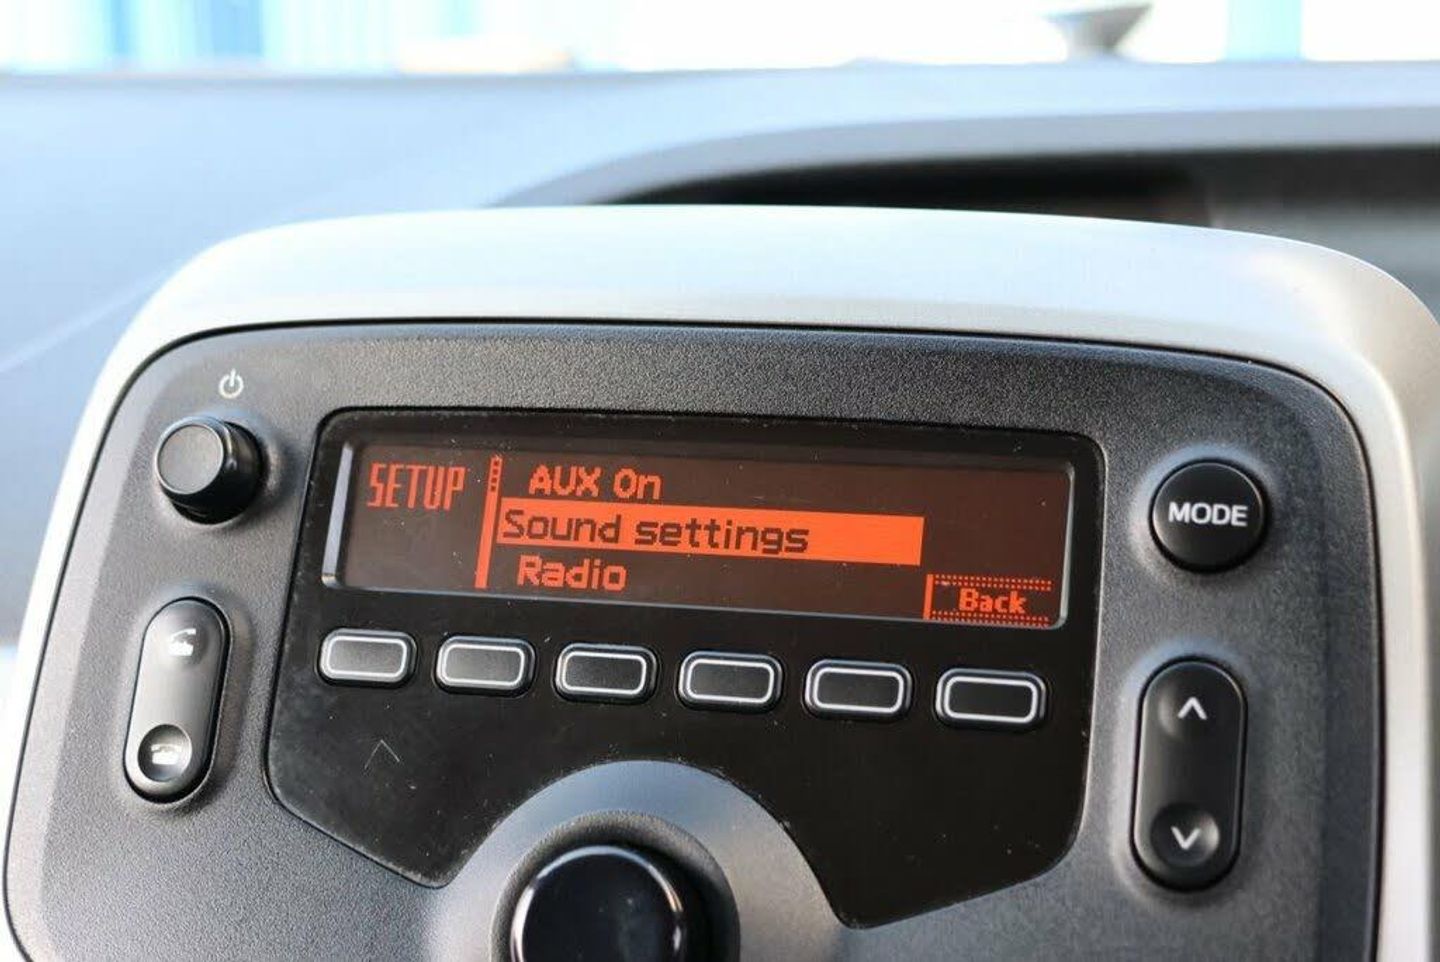 SETUP
AUX On
Sound settings
Radio
Back
MODE